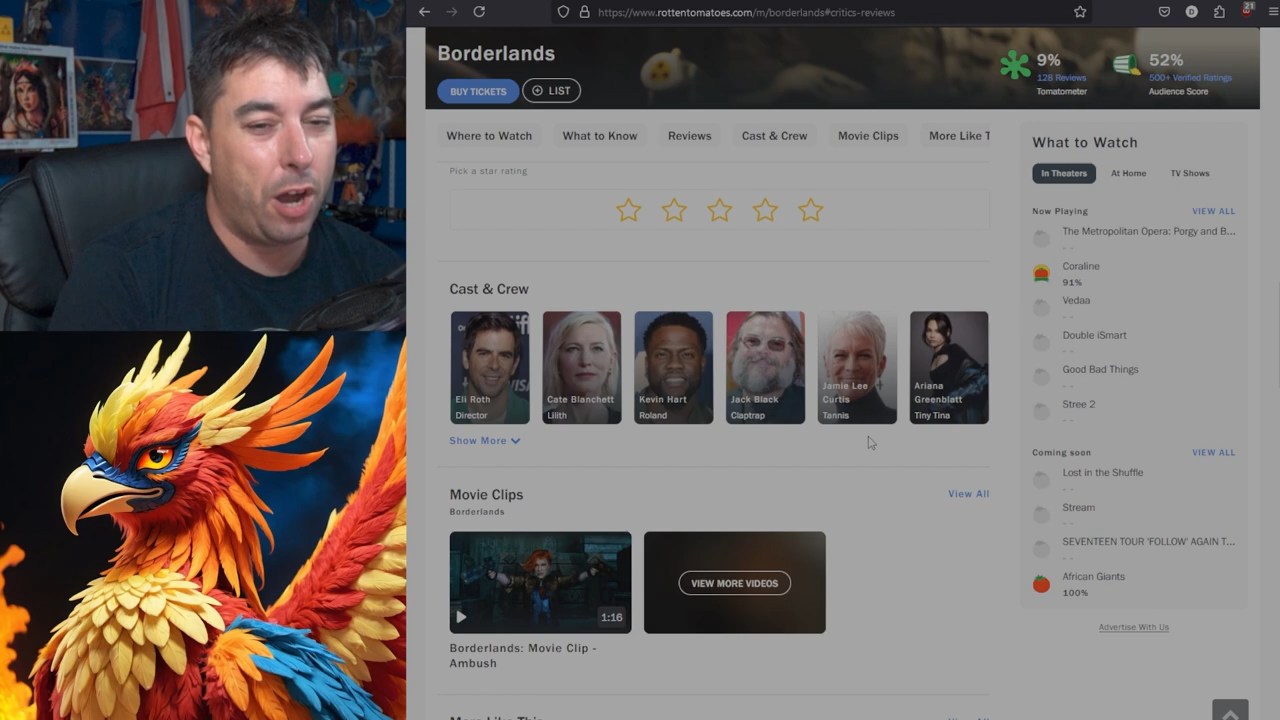 https://www.rottentomatoes.com/m/borderlands#critics-reviews
21
Borderlands
BUY TICKETS
LIST
9%
128 Reviews
Tomatometer
52%
500+ Verified Ratings
Audience Score
Where to Watch
What to Know
Reviews
Cast & Crew
Movie Clips
More Like T
Pick a star rating
Cast & Crew
Eli Roth
Director
Cate Blanchett
Lilith
Kevin Hart
Roland
Jack Black
Claptrap
Jamie Lee
Curtis
Tannis
Ariana
Greenblatt
Tiny Tina
Show More
Movie Clips
View All
Borderlands
1:16
VIEW MORE VIDEOS
Borderlands: Movie Clip -
Ambush
What to Watch
In Theaters
At Home
TV Shows
Now Playing
VIEW ALL
The Metropolitan Opera: Porgy and B...
- -
Coraline
91%
Vedaa
- -
Double iSmart
- -
Good Bad Things
- -
Stree 2
- -
Coming soon
VIEW ALL
Lost in the Shuffle
- -
Stream
- -
SEVENTEEN TOUR 'FOLLOW' AGAIN T...
- -
African Giants
100%
Advertise With Us